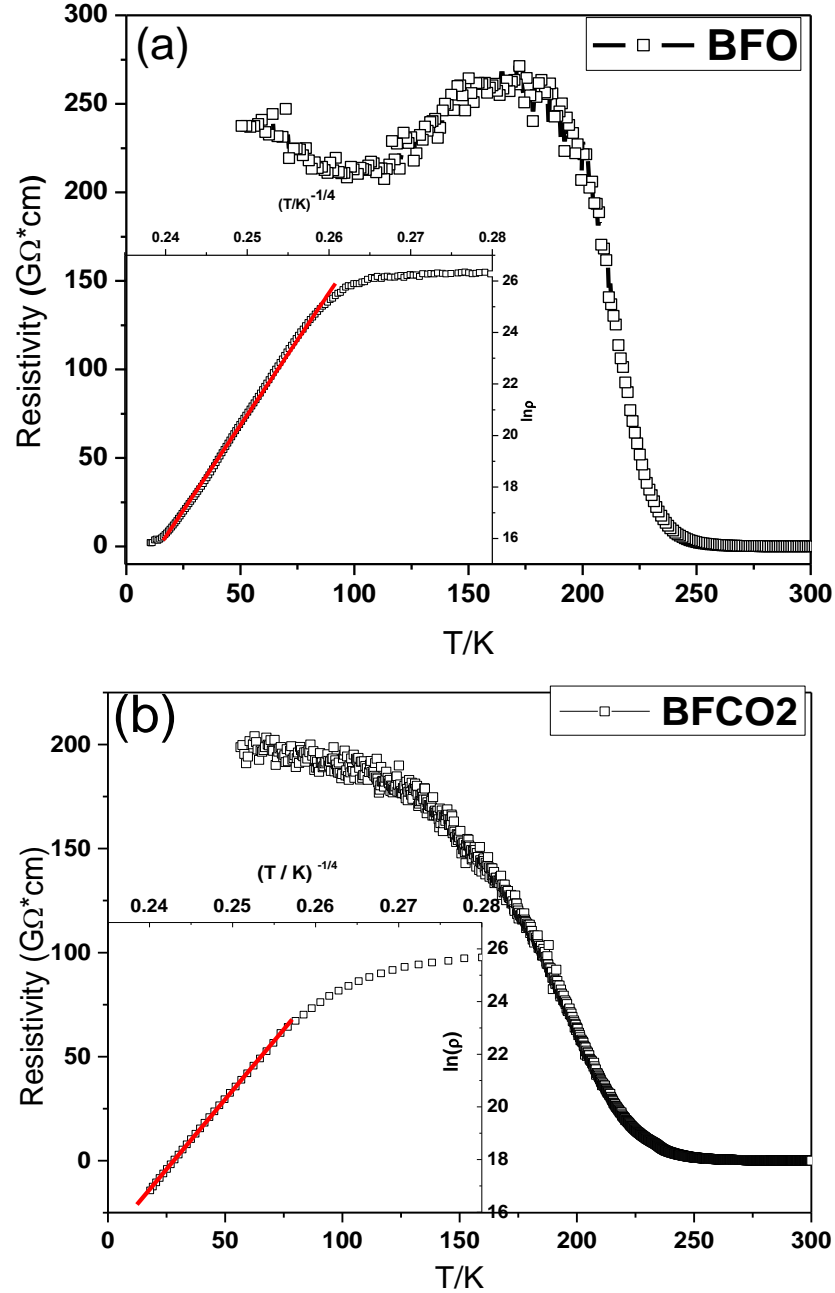 (a)
BFO
300
250
200
150
100
50
0
Resistivity (GΩ*cm)
(T/K)-1/4
0.24 0.25 0.26 0.27 0.28
26
24
22
20
18
16
lnρ
0 50 100 150 200 250 300
T/K
(b)
BFCO2
200
150
100
50
0
Resistivity (GΩ*cm)
(T / K) -1/4
0.24 0.25 0.26 0.27 0.28
26
24
22
20
18
16
ln(ρ)
0 50 100 150 200 250 300
T/K